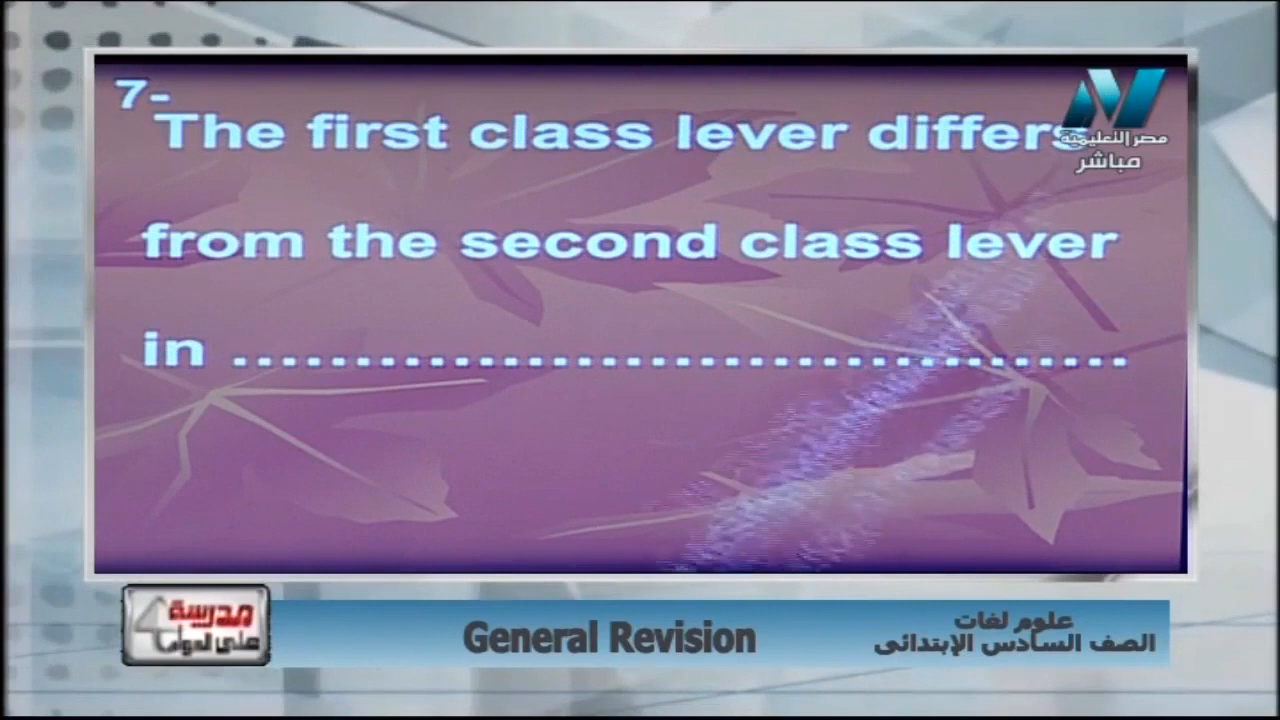 7-
The first class lever differs
from the second class lever
in .....................................
مصر التعليمية
مباشر
مدرسة
على الهواء
General Revision
علوم لغات
الصف السادس الإبتدائى